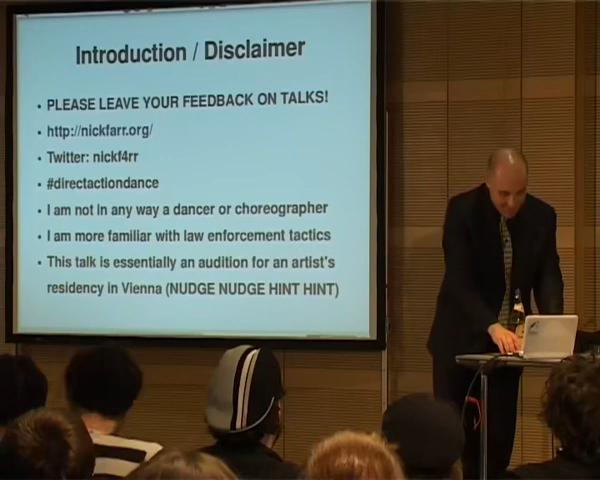 Introduction / Disclaimer
• PLEASE LEAVE YOUR FEEDBACK ON TALKS!
• http://nickfarr.org/
• Twitter: nickf4rr
• #directactiondance
• I am not in any way a dancer or choreographer
• I am more familiar with law enforcement tactics
• This talk is essentially an audition for an artist's
residency in Vienna (NUDGE NUDGE HINT HINT)